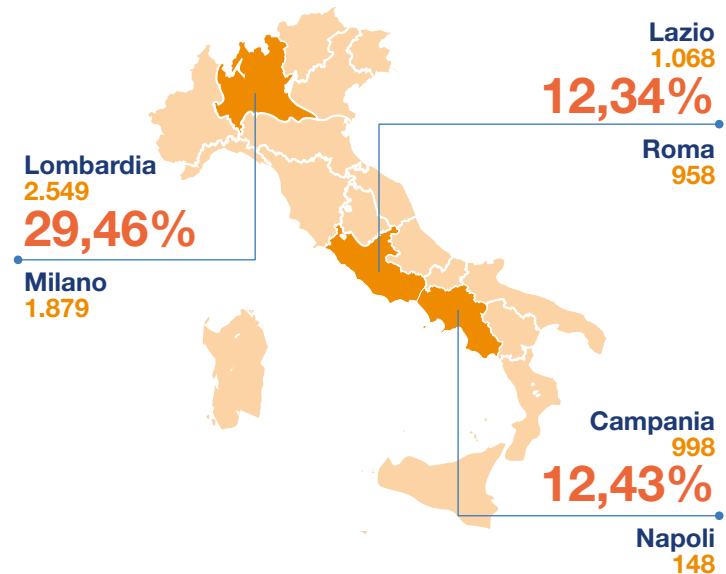 Lazio
1.068
12,34%
Roma
958
Lombardia
2.549
29,46%
Milano
1.879
Campania
998
12,43%
Napoli
148